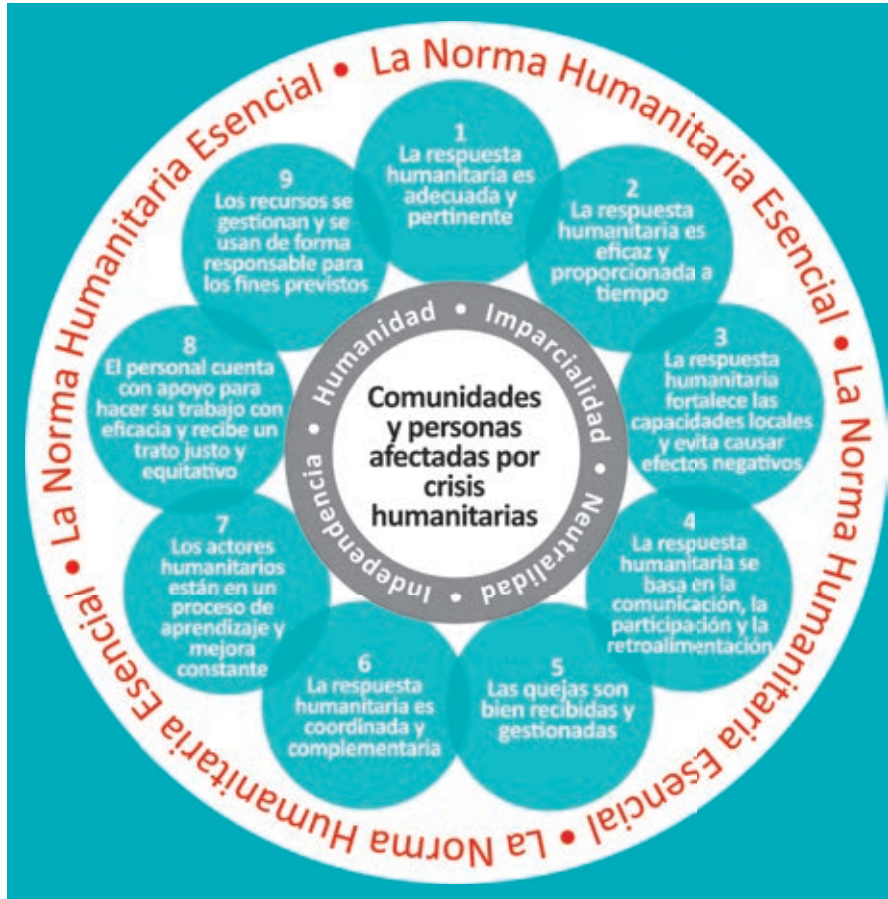 La Norma Humanitaria Esencial • La Norma Humanitaria Esencial • La Norma Humanitaria Esencial • La Norma Humanitaria Esencial •
1
La respuesta
humanitaria es
adecuada y
pertinente
2
La respuesta
humanitaria es
eficaz y
proporcionada a
tiempo
3
La respuesta
humanitaria
fortalece las
capacidades locales
y evita causar
efectos negativos
4
La respuesta
humanitaria se
basa en la
comunicación, la
participación y la
retroalimentación
5
Las quejas son
bien recibidas y
gestionadas
6
La respuesta
humanitaria es
coordinada y
complementaria
7
Los actores
humanitarios
están en un
proceso de
aprendizaje y
mejora
constante
8
El personal cuenta
con apoyo para
hacer su trabajo con
eficacia y recibe un
trato justo y
equitativo
9
Los recursos se
gestionan y se
usan de forma
responsable para
los fines previstos
Humanidad • Imparcialidad • Neutralidad • Independencia •
Comunidades
y personas
afectadas por
crisis
humanitarias